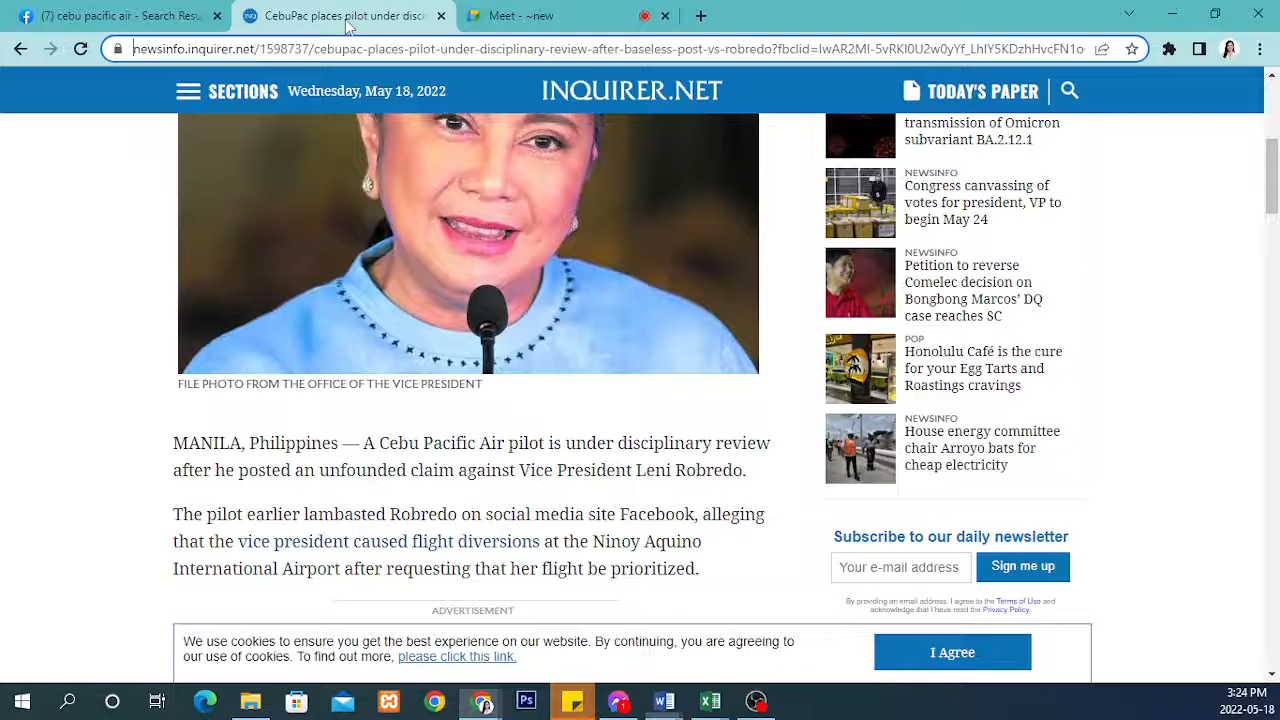 (7) Cebu pacific air - Search Resu
CebuPac places pilot under disc
Meet - ~new
newsinfo.inquirer.net/1598737/cebupac-places-pilot-under-disciplinary-review-after-baseless-post-vs-robredo?fbclid=
SECTIONS
Wednesday, May 18, 2022
INQUIRER.NET
TODAY'S PAPER
transmission of Omicron
subvariant BA.2.12.1
NEWSINFO
Congress canvassing of
votes for president, VP to
begin May 24
NEWSINFO
Petition to reverse
Comelec decision on
Bongbong Marcos' DQ
case reaches SC
POP
Honolulu Café is the cure
for your Egg Tarts and
Roastings cravings
NEWSINFO
House energy committee
chair Arroyo bats for
cheap electricity
FILE PHOTO FROM THE OFFICE OF THE VICE PRESIDENT
MANILA, Philippines — A Cebu Pacific Air pilot is under disciplinary review
after he posted an unfounded claim against Vice President Leni Robredo.
The pilot earlier lambasted Robredo on social media site Facebook, alleging
that the vice president caused flight diversions at the Ninoy Aquino
International Airport after requesting that her flight be prioritized.
ADVERTISEMENT
Subscribe to our daily newsletter
Your e-mail address
Sign me up
By providing an email address. I agree to the Terms of Use and
acknowledge that I have read the Privacy Policy.
We use cookies to ensure you get the best experience on our website. By continuing, you are agreeing to
our use of cookies. To find out more, please click this link.
I Agree
3:24 PM
2022-05-18